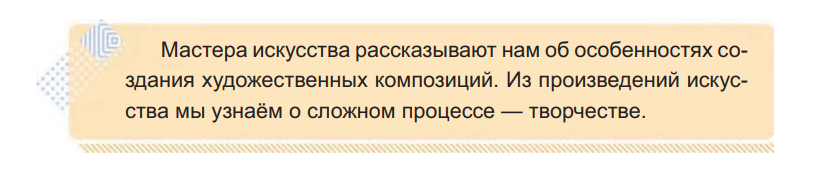 Мастера искусства рассказывают нам об особенностях со-
здания художественных композиций. Из произведений искус-
ства мы узнаём о сложном процессе — творчестве.